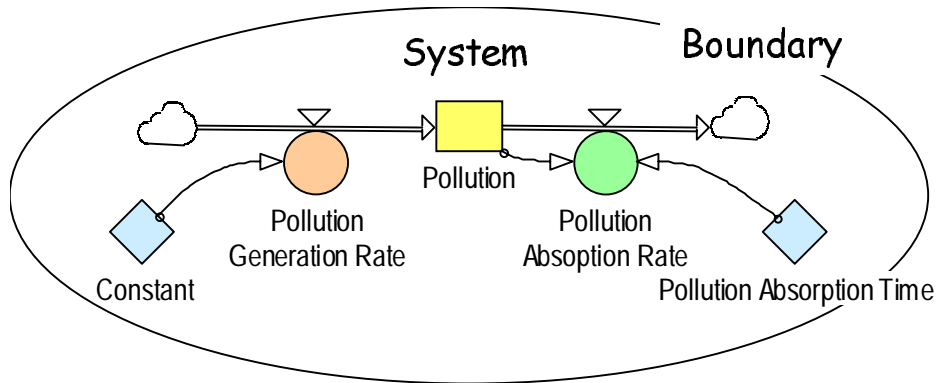 System
Boundary
Pollution
Pollution
Generation Rate
Pollution
Absoption Rate
Constant
Pollution Absorption Time